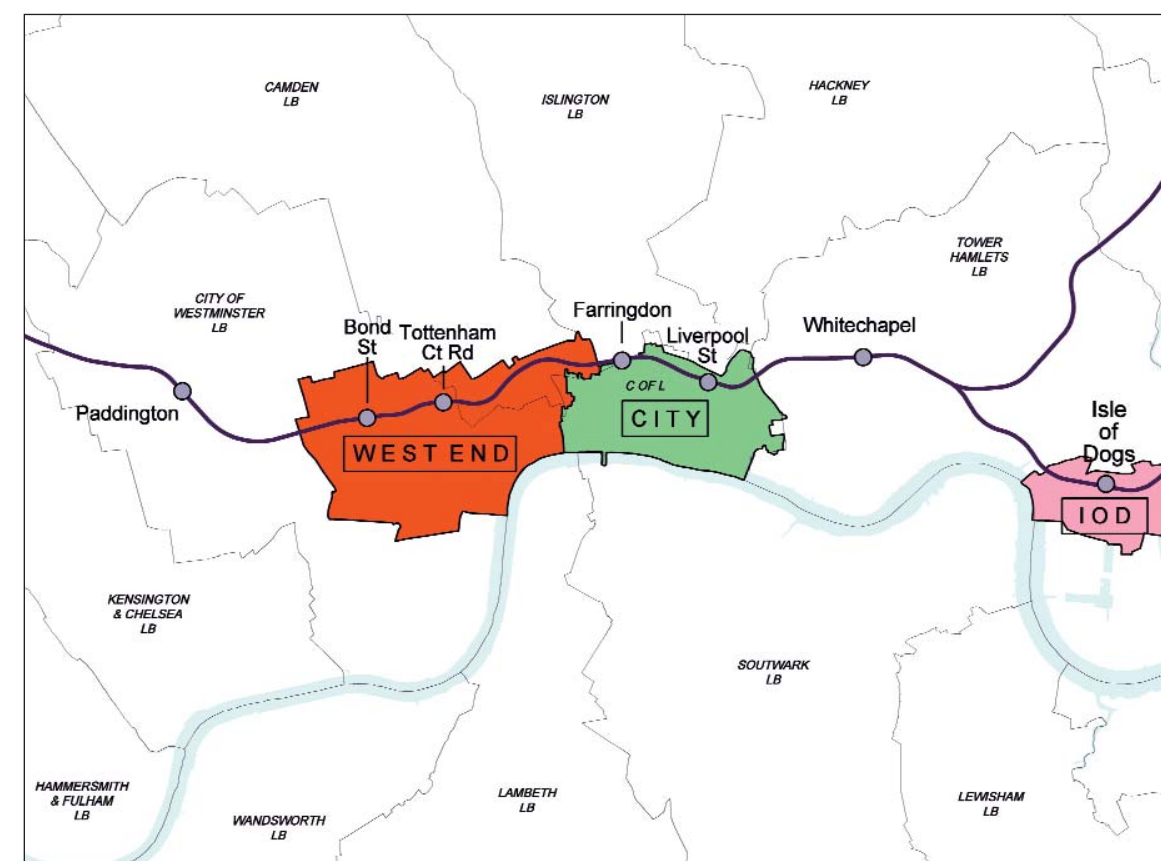 CAMDEN
LB
ISLINGTON
LB
HACKNEY
LB
TOWER
HAMLETS
LB
CITY OF
WESTMINSTER
LB
Bond
St
Tottenham
Ct Rd
Farringdon
Liverpool
St
Whitechapel
Paddington
C OF L
CITY
WEST END
Isle
of
Dogs
IOD
KENSINGTON
& CHELSEA
LB
SOUTWARK
LB
HAMMERSMITH
& FULHAM
LB
WANDSWORTH
LB
LAMBETH
LB
LEWISHAM
LB